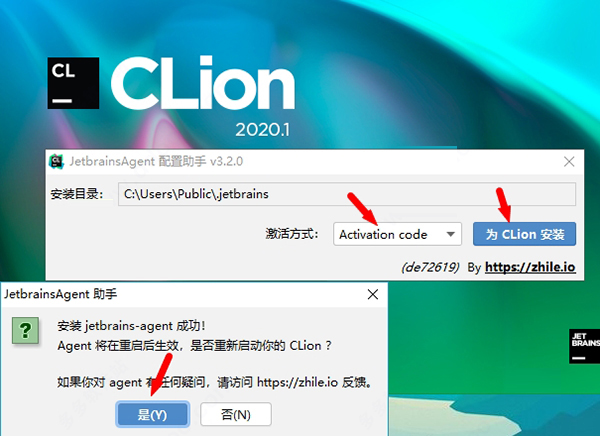 CL
CLion
2020.1
JetbrainsAgent 配置助手 v3.2.0
安装目录： C:\Users\Public\.jetbrains
激活方式： Activation code 为 CLion 安装
(de72619) By https://zhile.io
JetbrainsAgent 助手
安装 jetbrains-agent 成功！
Agent 将在重启后生效，是否重新启动你的 CLion ？
如果你对 agent 有任何疑问，请访问 https://zhile.io 反馈。
是(Y) 否(N)
JET
BRAINS